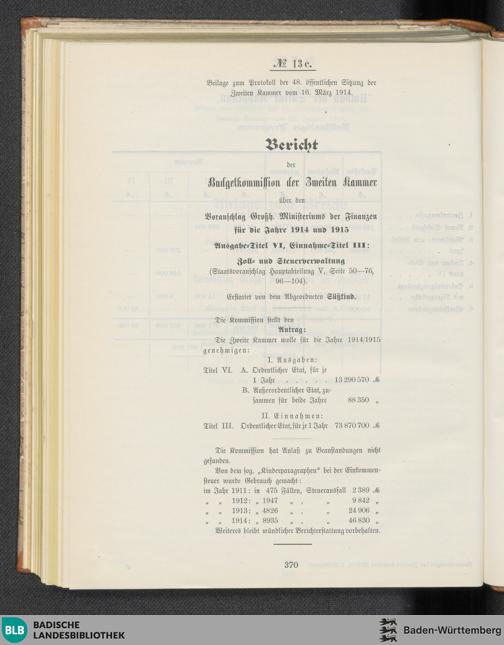 № 13c.
Beilage zum Protokoll der 48. öffentlichen Sitzung der
Zweiten Kammer vom 16. März 1914.
Bericht
der
Budgetkommission der Zweiten Kammer
über den
Voranschlag Großh. Ministeriums der Finanzen
für die Jahre 1914 und 1915
Ausgabe-Titel VI, Einnahme-Titel III:
Zoll- und Steuerverwaltung
(Staatsvoranschlag Hauptabteilung V, Seite 50—76,
96—104).
Erstattet von dem Abgeordneten Süßkind.
Die Kommission stellt den
Antrag:
Die Zweite Kammer wolle für die Jahre 1914/1915
genehmigen:
I. Ausgaben:
Titel VI. A. Ordentlicher Etat, für je
1 Jahr . . . . . 13 290 570 ℳ
B. Außerordentlicher Etat, zu-
sammen für beide Jahre 88 350 „
II. Einnahmen:
Titel III. Ordentlicher Etat, für je 1 Jahr 73 870 700 ℳ
Die Kommission hat Anlaß zu Beanstandungen nicht
gefunden.
Von dem sog. „Kinderparagraphen“ bei der Einkommen-
steuer wurde Gebrauch gemacht:
im Jahr 1911: in 475 Fällen, Steuerausfall 2 389 ℳ
„ „ 1912: „ 1947 „ , „ 9 842 „
„ „ 1913: „ 4826 „ , „ 24 906 „
„ „ 1914: „ 8935 „ , „ 46 830 „
Weiteres bleibt mündlicher Berichterstattung vorbehalten.
370
BLB
BADISCHE
LANDESBIBLIOTHEK
Baden-Württemberg